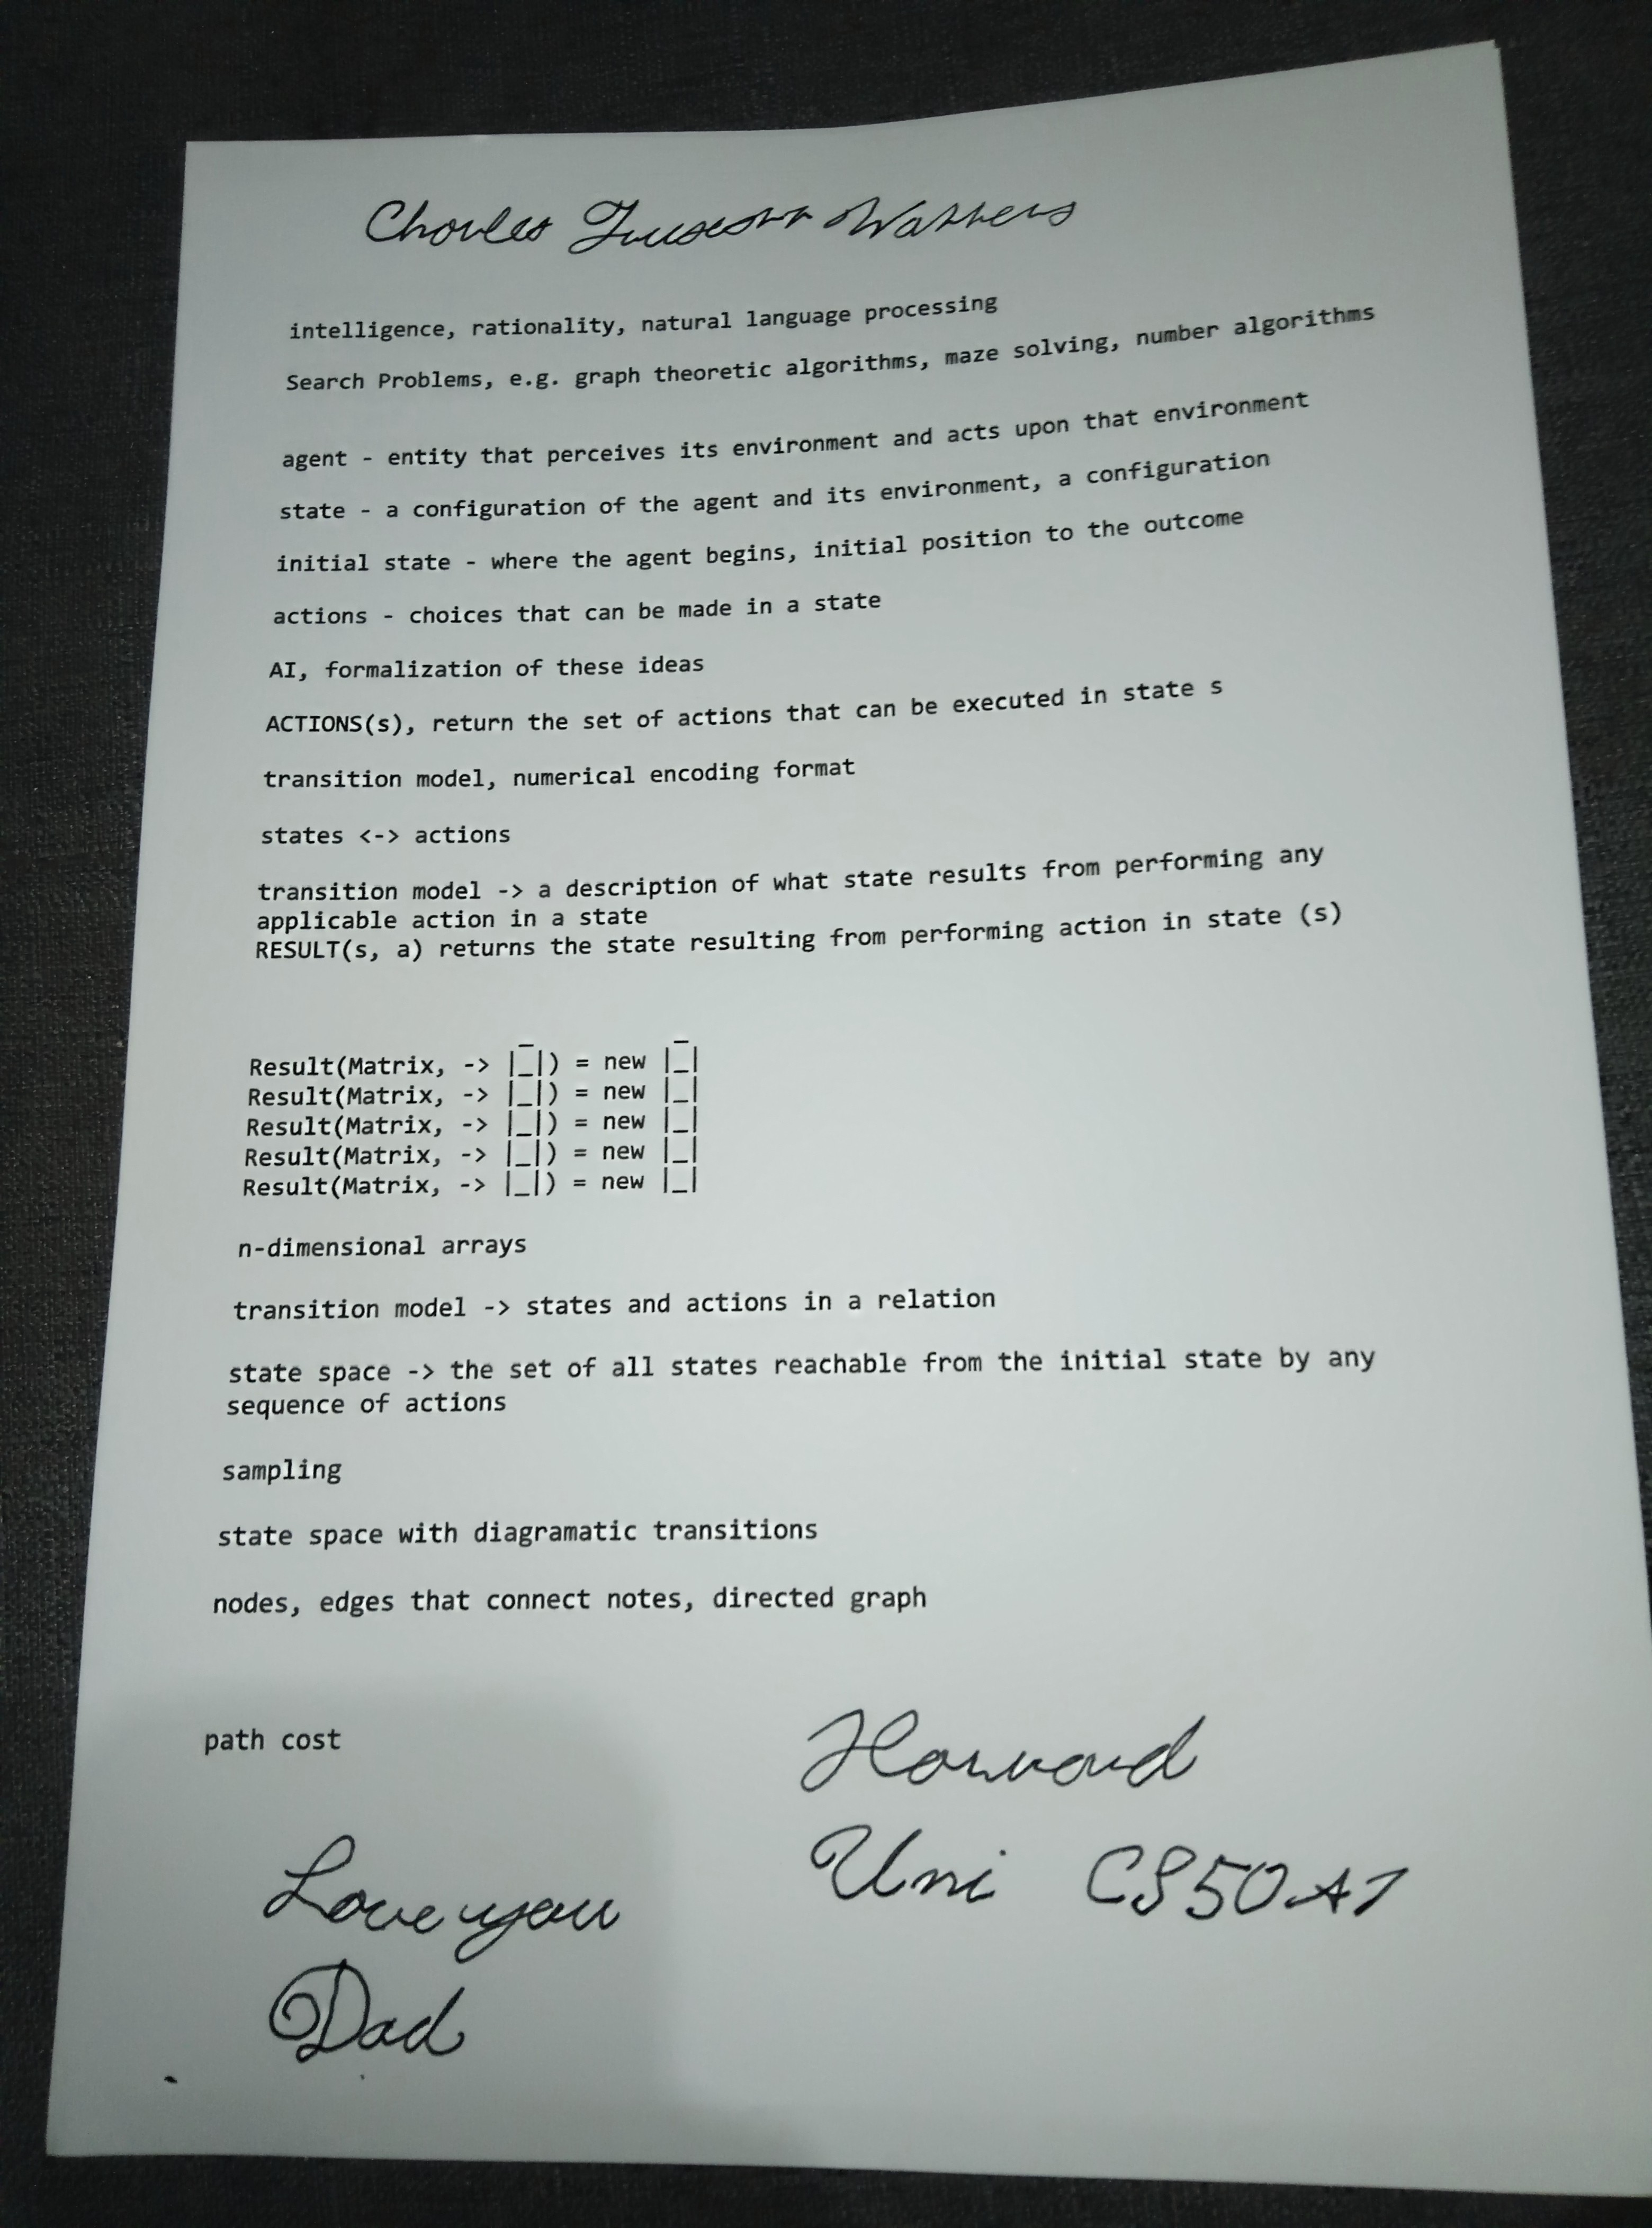 Charles
intelligence, rationality, natural language processing
Search Problems, e.g. graph theoretic algorithms, maze solving, number algorithms
agent - entity that perceives its environment and acts upon that environment
state - a configuration of the agent and its environment, a configuration
initial state - where the agent begins, initial position to the outcome
actions - choices that can be made in a state
AI, formalization of these ideas
ACTIONS(s), return the set of actions that can be executed in state s
transition model, numerical encoding format
states <-> actions
transition model -> a description of what state results from performing any
applicable action in a state
RESULT(s, a) returns the state resulting from performing action in state (s)
Result(Matrix, -> |_|) = new |_|
Result(Matrix, -> |_|) = new |_|
Result(Matrix, -> |_|) = new |_|
Result(Matrix, -> |_|) = new |_|
Result(Matrix, -> |_|) = new |_|
n-dimensional arrays
transition model -> states and actions in a relation
state space -> the set of all states reachable from the initial state by any
sequence of actions
sampling
state space with diagramatic transitions
nodes, edges that connect notes, directed graph
path cost
Harvard
Uni CS50AI
Love you
Dad